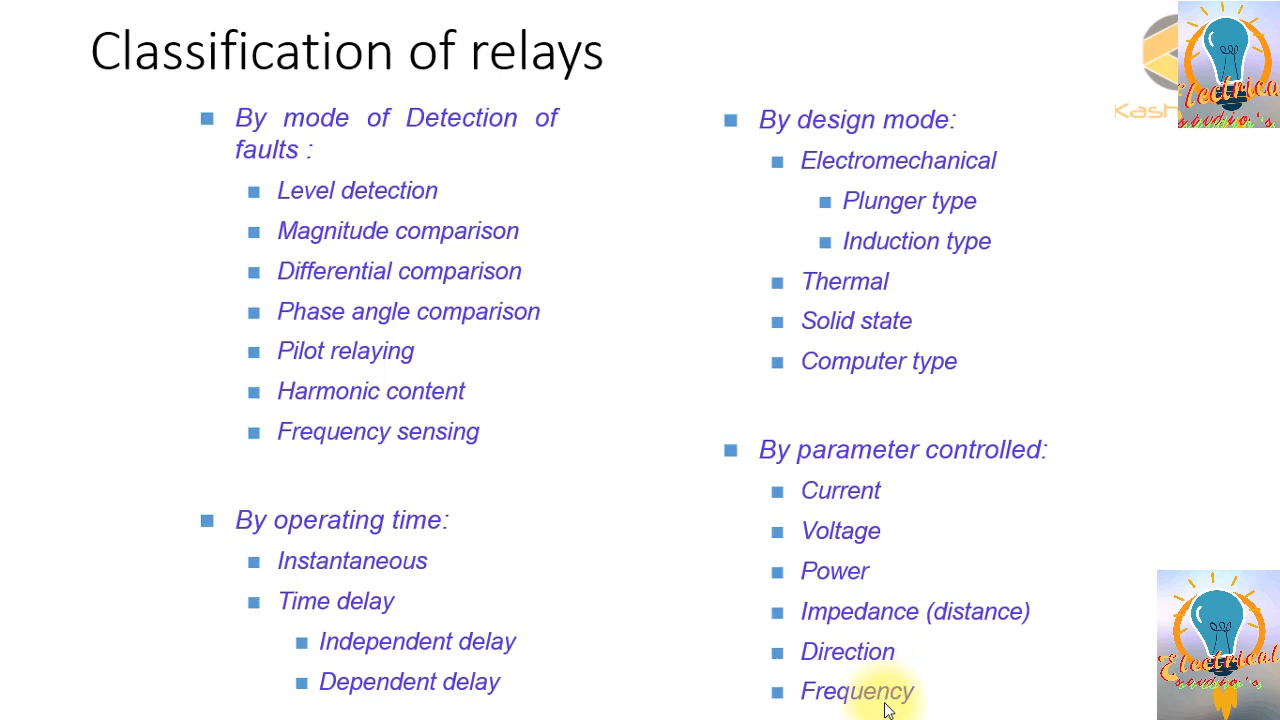 Classification of relays
By mode of Detection of
faults :
Level detection
Magnitude comparison
Differential comparison
Phase angle comparison
Pilot relaying
Harmonic content
Frequency sensing
By operating time:
Instantaneous
Time delay
Independent delay
Dependent delay
By design mode:
Electromechanical
Plunger type
Induction type
Thermal
Solid state
Computer type
By parameter controlled:
Current
Voltage
Power
Impedance (distance)
Direction
Frequency
Kash
Electrical
Electrical